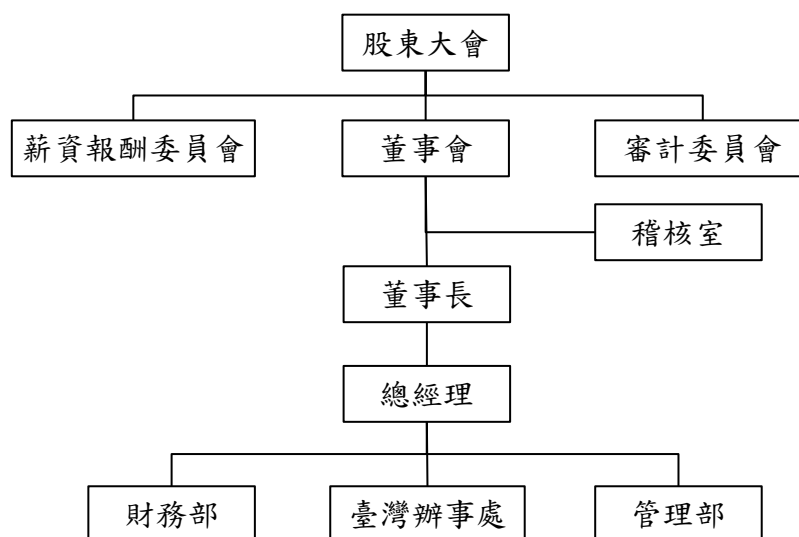 股東大會
薪資報酬委員會
董事會
審計委員會
稽核室
董事長
總經理
財務部
臺灣辦事處
管理部